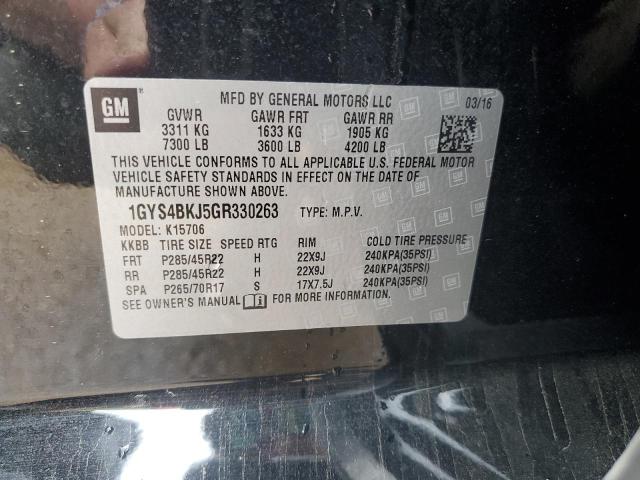 GM ®
MFD BY GENERAL MOTORS LLC 03/16
GVWR GAWR FRT GAWR RR
3311 KG 1633 KG 1905 KG
7300 LB 3600 LB 4200 LB
THIS VEHICLE CONFORMS TO ALL APPLICABLE U.S. FEDERAL MOTOR
VEHICLE SAFETY STANDARDS IN EFFECT ON THE DATE OF
MANUFACTURE SHOWN ABOVE.
1GYS4BKJ5GR330263 TYPE: M.P.V.
MODEL: K15706
KKBB TIRE SIZE SPEED RTG RIM COLD TIRE PRESSURE
FRT P285/45R22 H 22X9J 240KPA(35PSI)
RR P285/45R22 H 22X9J 240KPA(35PSI)
SPA P265/70R17 S 17X7.5J 240KPA(35PSI)
SEE OWNER'S MANUAL FOR MORE INFORMATION.